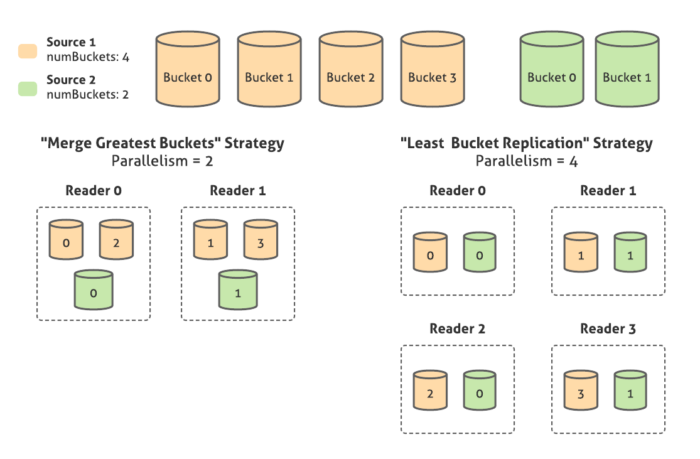 Source 1
numBuckets: 4
Source 2
numBuckets: 2
Bucket 0
Bucket 1
Bucket 2
Bucket 3
Bucket 0
Bucket 1
"Merge Greatest Buckets" Strategy
Parallelism = 2
Reader 0
Reader 1
0
2
0
1
3
1
"Least Bucket Replication" Strategy
Parallelism = 4
Reader 0
Reader 1
0
0
1
1
Reader 2
Reader 3
2
0
3
1